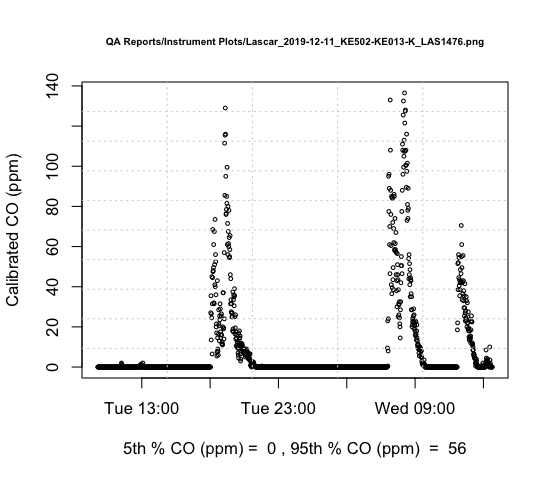 QA Reports/Instrument Plots/Lascar_2019-12-11_KE502-KE013-K_LAS1476.png
Calibrated CO (ppm)
140
100
80
60
40
20
0
Tue 13:00 Tue 23:00 Wed 09:00
5th % CO (ppm) = 0 , 95th % CO (ppm) = 56